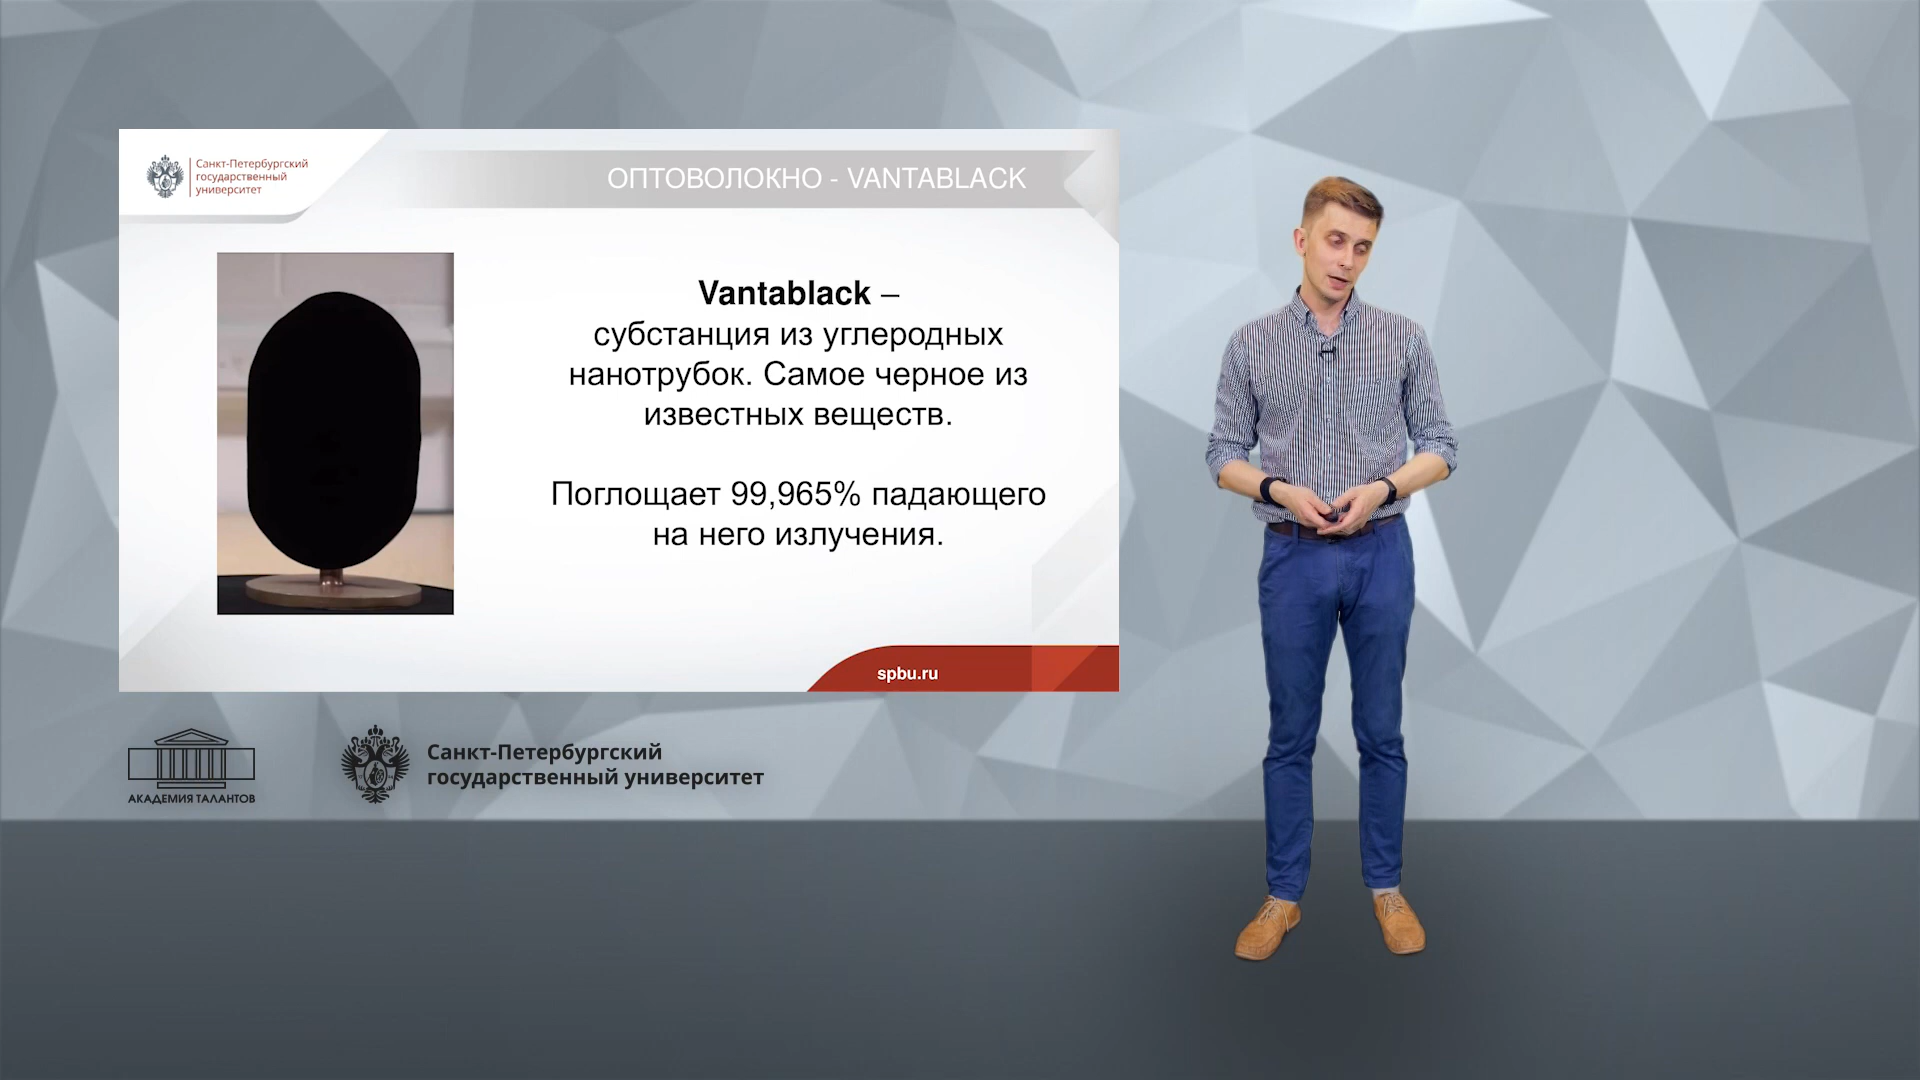 Санкт-Петербургский
государственный
университет
ОПТОВОЛОКНО - VANTABLACK
Vantablack –
субстанция из углеродных
нанотрубок. Самое черное из
известных веществ.
Поглощает 99,965% падающего
на него излучения.
spbu.ru
АКАДЕМИЯ ТАЛАНТОВ
Санкт-Петербургский
государственный университет